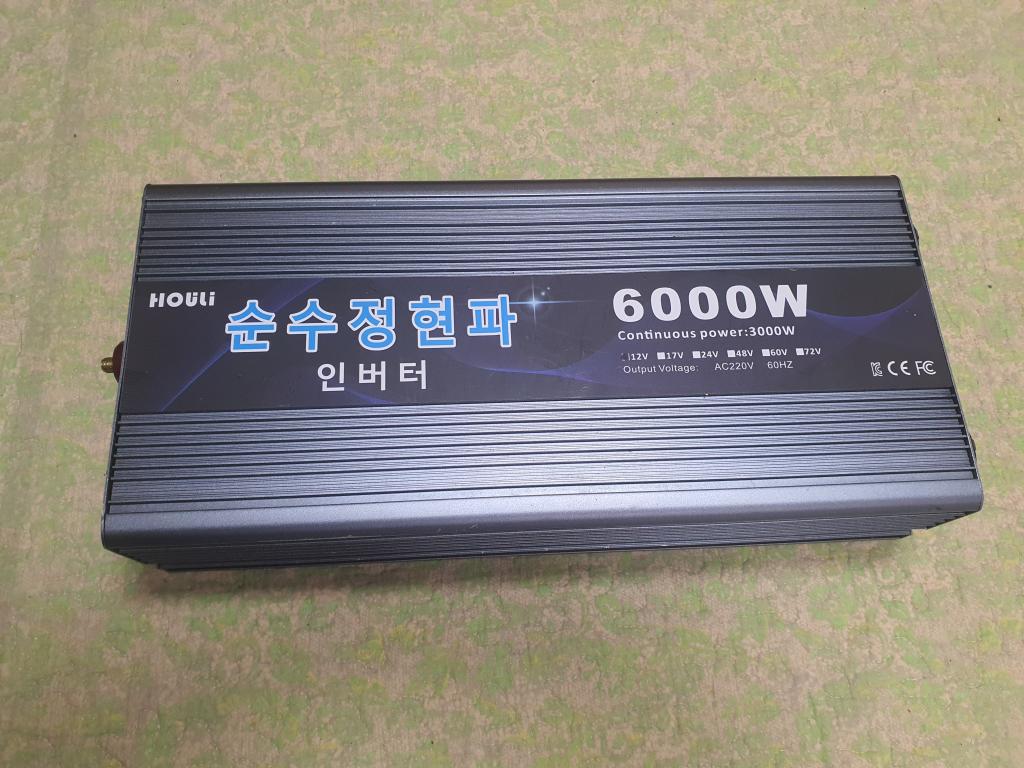 HOULI
순수정현파
인버터
6000W
Continuous power:3000W
12V 17V 24V 48V 60V 72V
Output Voltage: AC220V 60HZ
CE FC